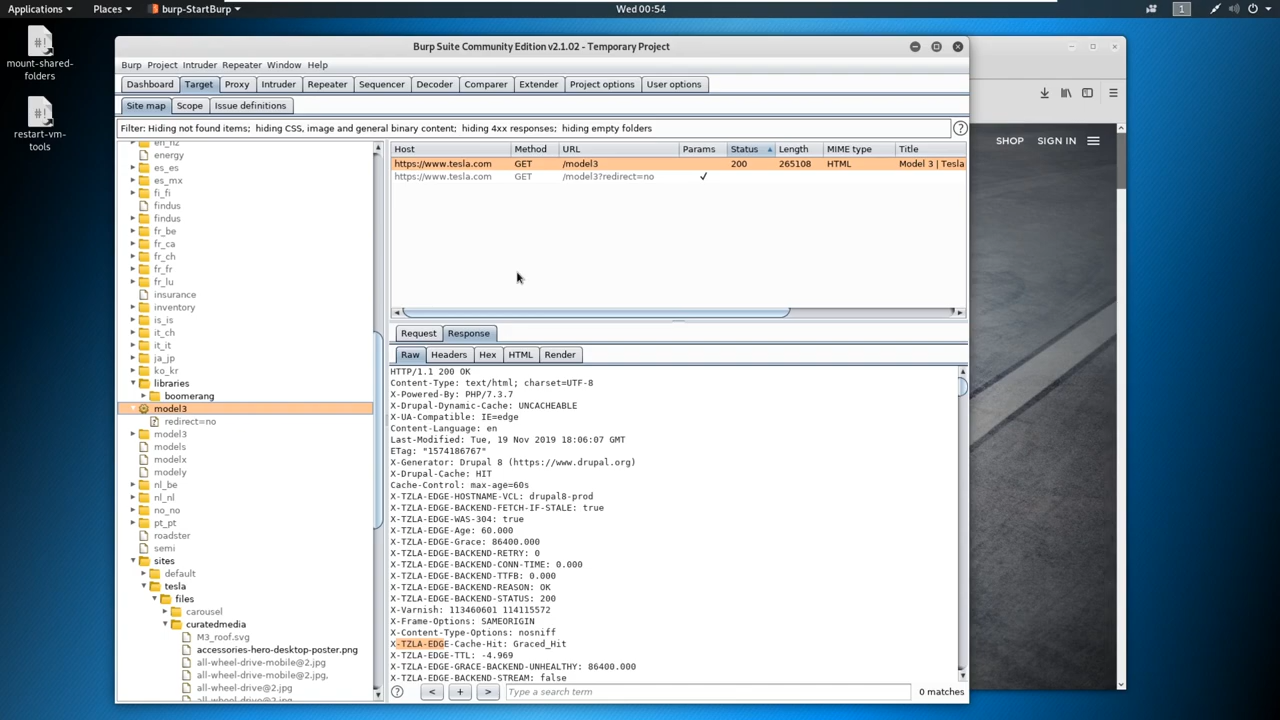 Applications
Places
burp-StartBurp
Wed 00:54
1
mount-shared-
folders
restart-vm-
tools
Burp Suite Community Edition v2.1.02 - Temporary Project
Burp Project Intruder Repeater Window Help
Dashboard Target Proxy Intruder Repeater Sequencer Decoder Comparer Extender Project options User options
Site map Scope Issue definitions
Filter: Hiding not found items; hiding CSS, image and general binary content; hiding 4xx responses; hiding empty folders
?
en_nz
energy
es_es
es_mx
fi_fi
findus
findus
fr_be
fr_ca
fr_ch
fr_fr
fr_lu
insurance
inventory
is_is
it_ch
it_it
ja_jp
ko_kr
libraries
boomerang
model3
redirect=no
model3
models
modelx
modely
nl_be
nl_nl
no_no
pt_pt
roadster
semi
sites
default
tesla
files
carousel
curatedmedia
M3_roof.svg
accessories-hero-desktop-poster.png
all-wheel-drive-mobile@2.jpg
all-wheel-drive-mobile@2.jpg,
all-wheel-drive@2.jpg
all-wheel-drive@2.jpg
Host Method URL Params Status Length MIME type Title
https://www.tesla.com GET /model3 200 265108 HTML Model 3 | Tesla
https://www.tesla.com GET /model3?redirect=no ✓
Request Response
Raw Headers Hex HTML Render
HTTP/1.1 200 OK
Content-Type: text/html; charset=UTF-8
X-Powered-By: PHP/7.3.7
X-Drupal-Dynamic-Cache: UNCACHEABLE
X-UA-Compatible: IE=edge
Content-Language: en
Last-Modified: Tue, 19 Nov 2019 18:06:07 GMT
ETag: "1574186767"
X-Generator: Drupal 8 (https://www.drupal.org)
X-Drupal-Cache: HIT
Cache-Control: max-age=60s
X-TZLA-EDGE-HOSTNAME-VCL: drupal8-prod
X-TZLA-EDGE-BACKEND-FETCH-IF-STALE: true
X-TZLA-EDGE-WAS-304: true
X-TZLA-EDGE-Age: 60.000
X-TZLA-EDGE-Grace: 86400.000
X-TZLA-EDGE-BACKEND-RETRY: 0
X-TZLA-EDGE-BACKEND-CONN-TIME: 0.000
X-TZLA-EDGE-BACKEND-TTFB: 0.000
X-TZLA-EDGE-BACKEND-REASON: OK
X-TZLA-EDGE-BACKEND-STATUS: 200
X-Varnish: 113460601 114115572
X-Frame-Options: SAMEORIGIN
X-Content-Type-Options: nosniff
X-TZLA-EDGE-Cache-Hit: Graced_Hit
X-TZLA-EDGE-TTL: -4.969
X-TZLA-EDGE-GRACE-BACKEND-UNHEALTHY: 86400.000
X-TZLA-EDGE-BACKEND-STREAM: false
? < + > Type a search term 0 matches
SHOP SIGN IN